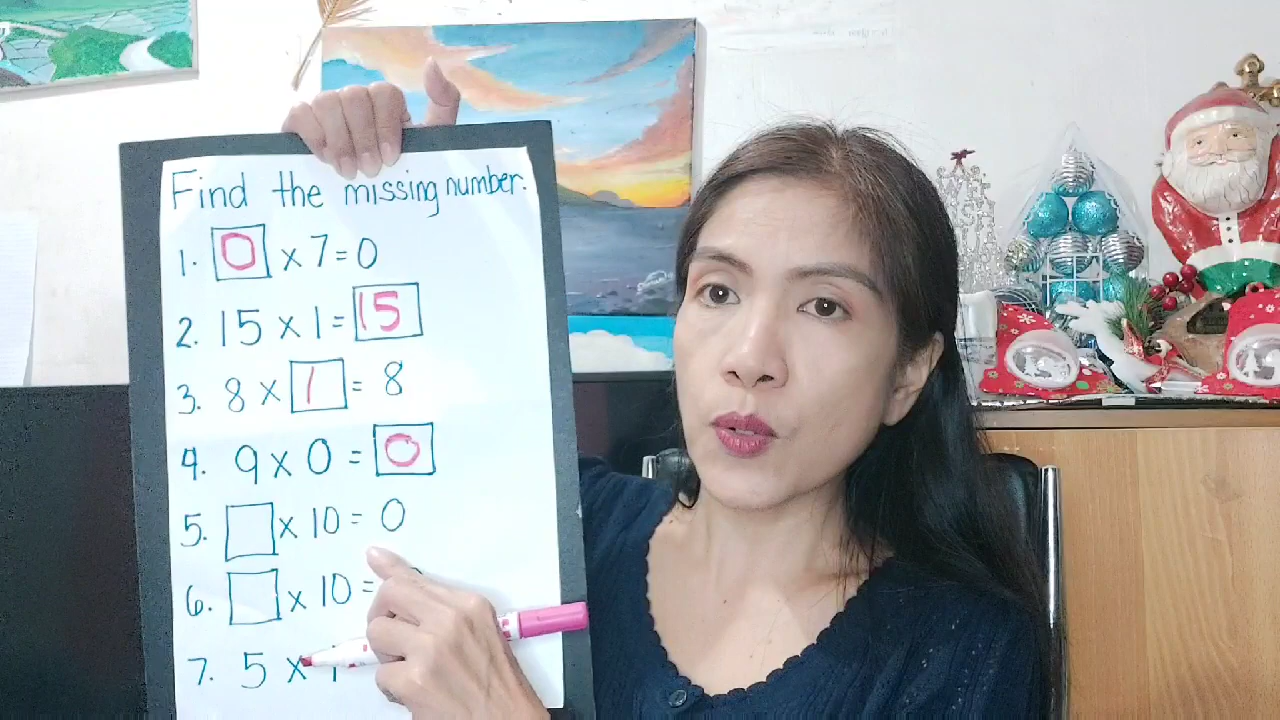 Find the missing number.
1. 0 x 7 = 0
2. 15 x 1 = 15
3. 8 x 1 = 8
4. 9 x 0 = 0
5. x 10 = 0
6. x 10 =
7. 5 x